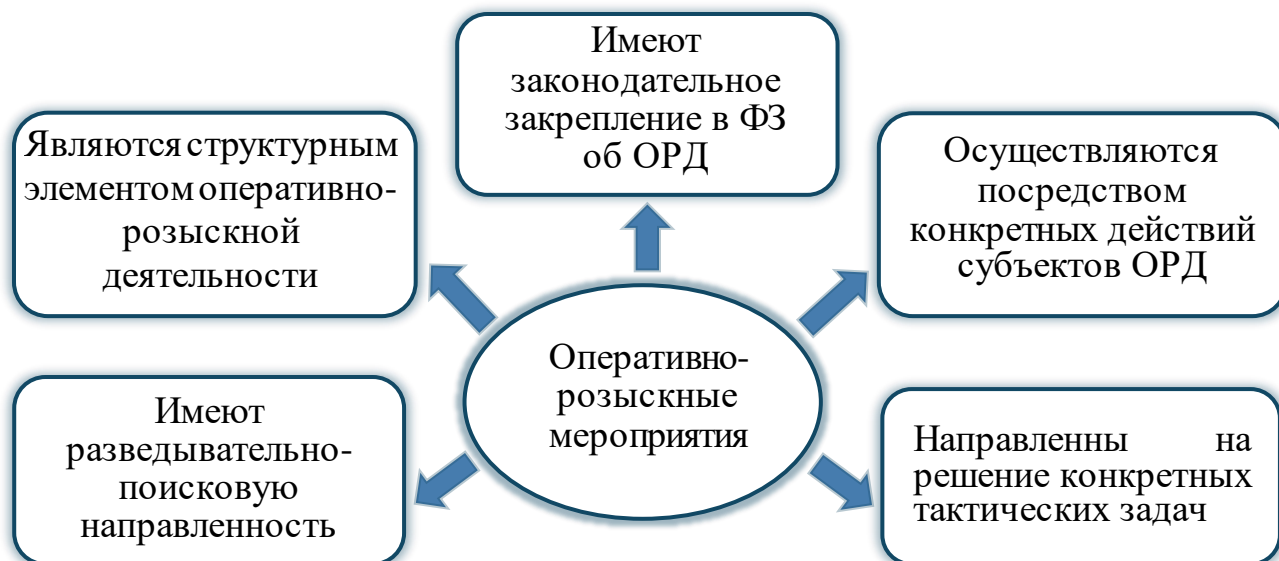 Имеют
законодательное
закрепление в ФЗ
об ОРД
Являются структурным
элементом оперативно-
розыскной
деятельности
Осуществляются
посредством
конкретных действий
субъектов ОРД
Оперативно-
розыскные
мероприятия
Имеют
разведывательно-
поисковую
направленность
Направленны на
решение конкретных
тактических задач